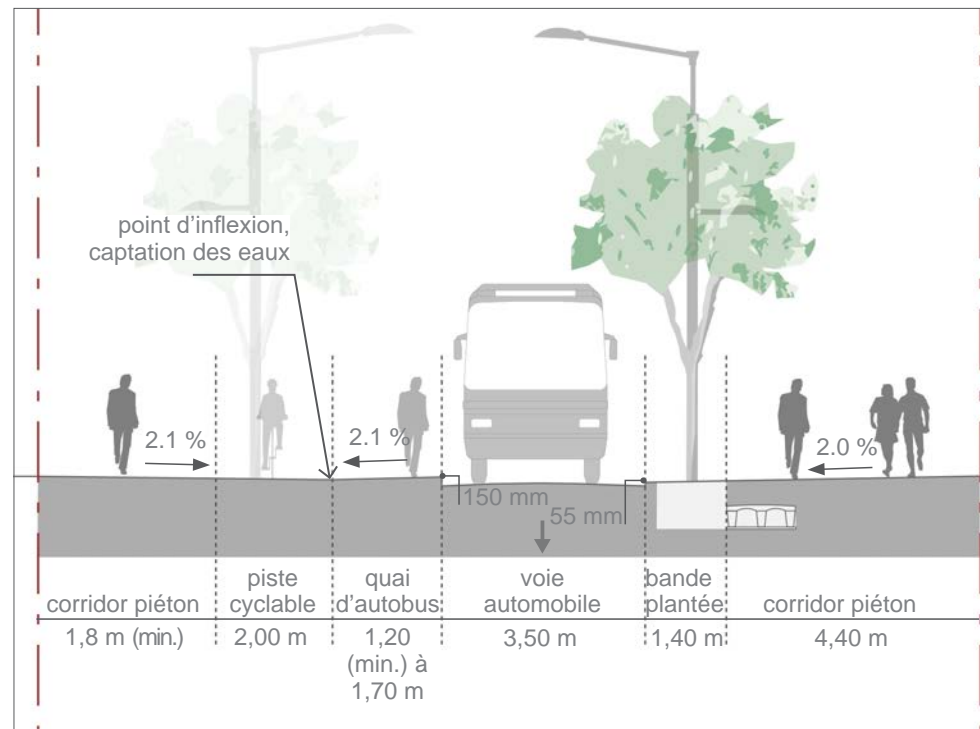 point d'inflexion,
captation des eaux
2.1 %
2.1 %
2.0 %
150 mm
55 mm
corridor piéton
piste
cyclable
quai
d'autobus
voie
automobile
bande
plantée
corridor piéton
1,8 m (min.)
2,00 m
1,20
(min.) à
1,70 m
3,50 m
1,40 m
4,40 m